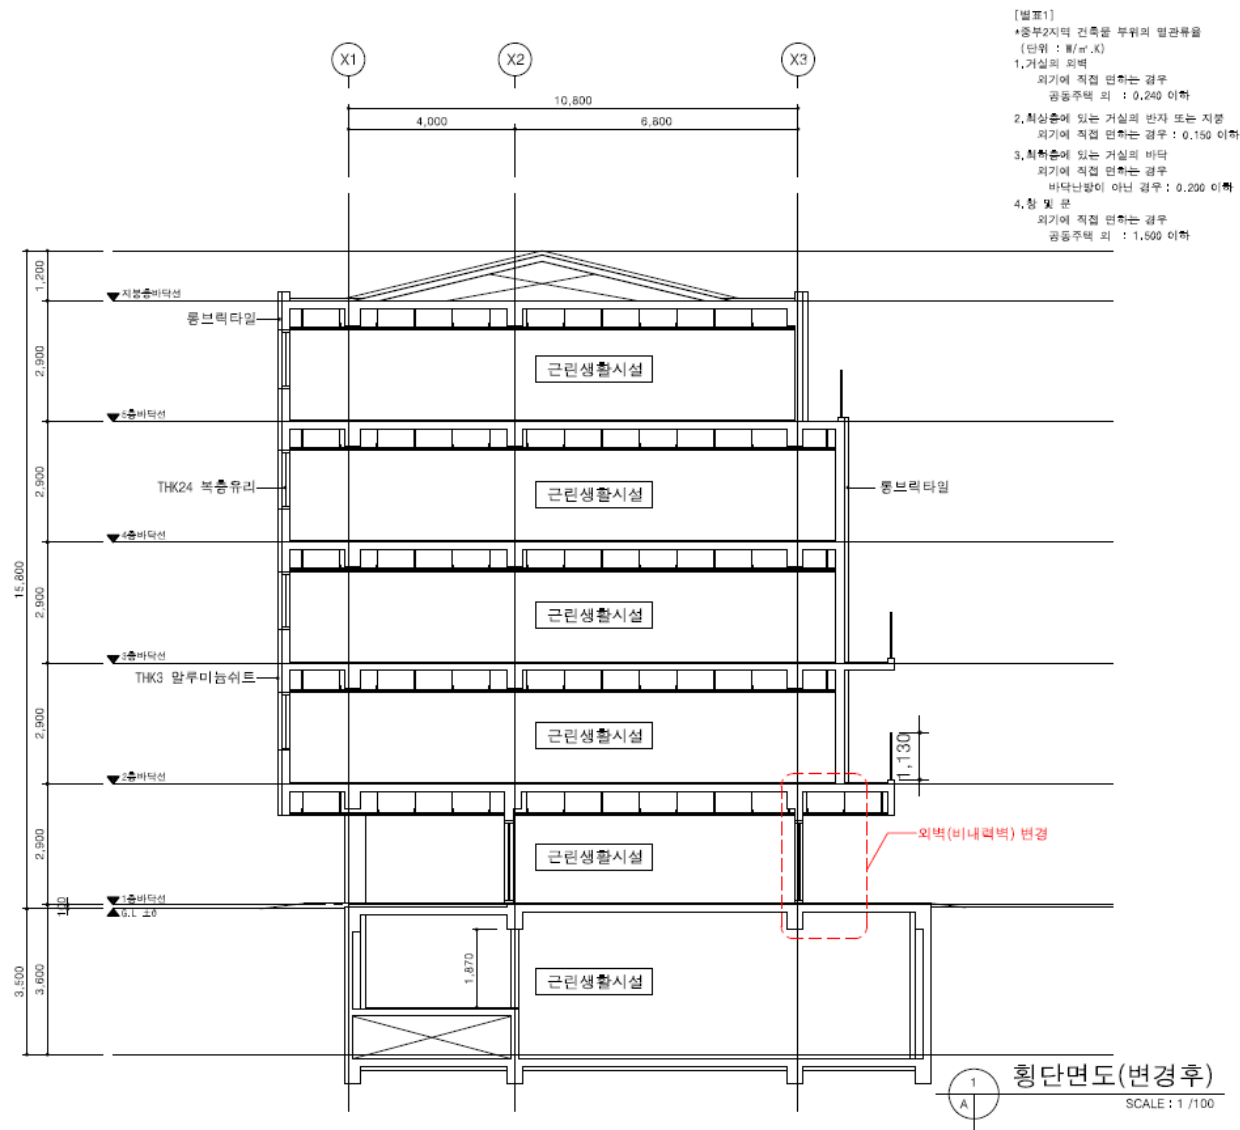 [별표1]
*중부2지역 건축물 부위의 열관류율
(단위 : W/㎡.K)
1.거실의 외벽
외기에 직접 면하는 경우
공동주택 외 : 0.240 이하
2.최상층에 있는 거실의 반자 또는 지붕
외기에 직접 면하는 경우 : 0.150 이하
3.최하층에 있는 거실의 바닥
외기에 직접 면하는 경우
바닥난방이 아닌 경우 : 0.200 이하
4.창 및 문
외기에 직접 면하는 경우
공동주택 외 : 1.500 이하
X1
X2
X3
10,800
4,000
6,800
1,200
지붕층바닥선
롱브릭타일
2,900
근린생활시설
5층바닥선
2,900
THK24 복층유리
근린생활시설
롱브릭타일
4층바닥선
15,800
2,900
근린생활시설
3층바닥선
THK3 알루미늄쉬트
2,900
근린생활시설
1,130
2층바닥선
2,900
외벽(비내력벽) 변경
근린생활시설
1층바닥선
100
G.L ±0
3,500
3,600
1,870
근린생활시설
1
A
횡단면도(변경후)
SCALE : 1 /100